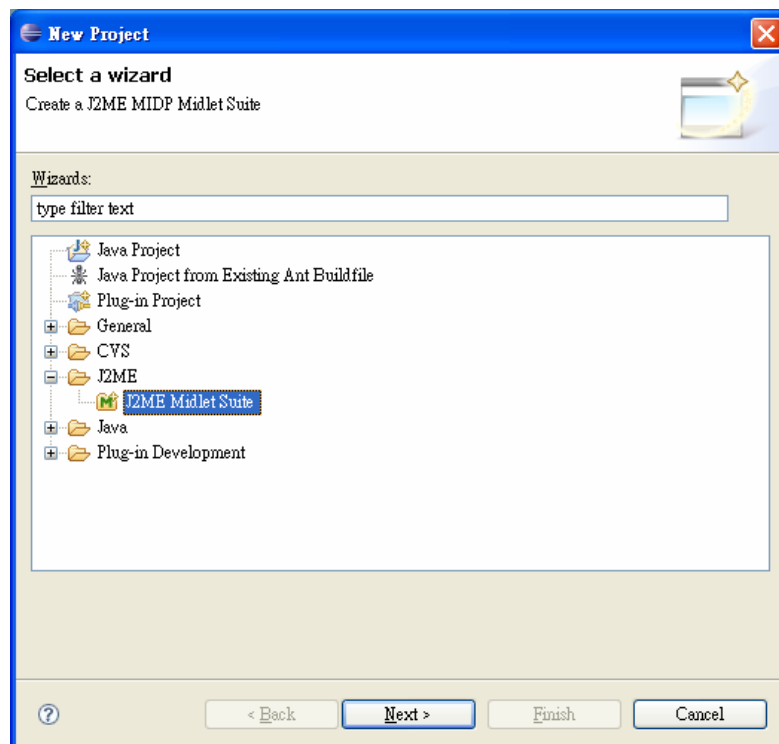 New Project
Select a wizard
Create a J2ME MIDP Midlet Suite
Wizards:
type filter text
Java Project
Java Project from Existing Ant Buildfile
Plug-in Project
General
CVS
J2ME
J2ME Midlet Suite
Java
Plug-in Development
< Back Next > Finish Cancel